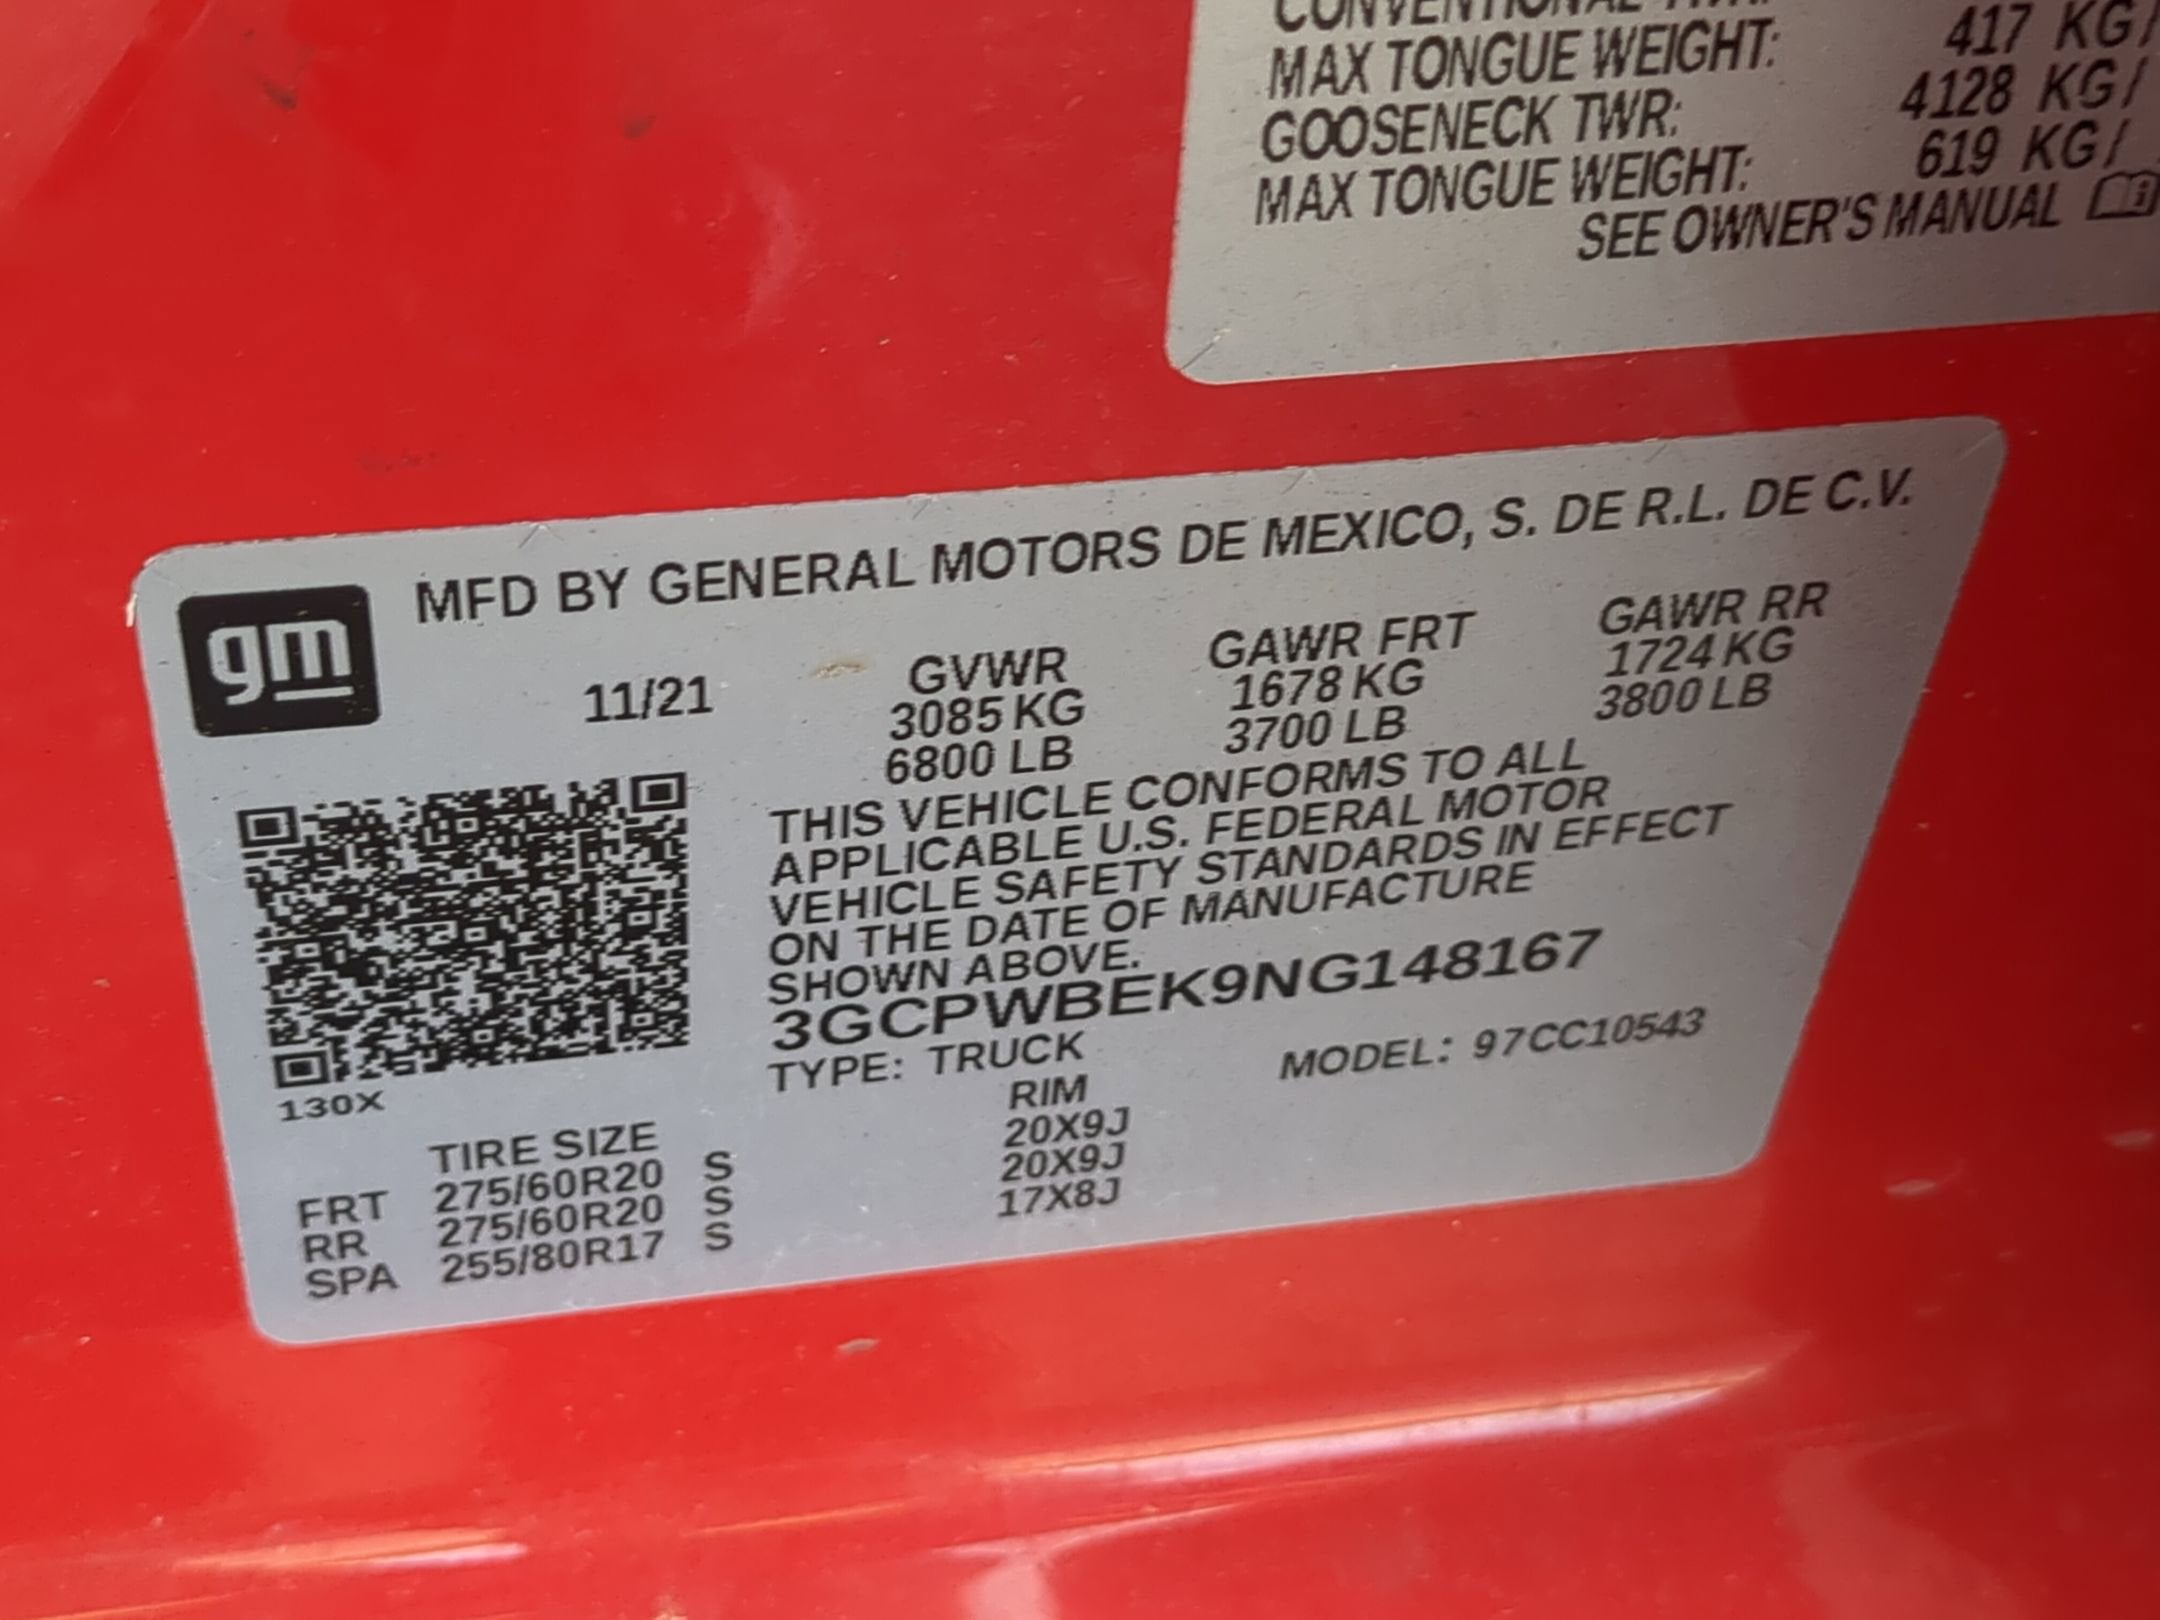 CONVENTIONAL TWR:
MAX TONGUE WEIGHT: 417 KG/
GOOSENECK TWR: 4128 KG/
MAX TONGUE WEIGHT: 619 KG/
SEE OWNER'S MANUAL
gm
MFD BY GENERAL MOTORS DE MEXICO, S. DE R.L. DE C.V.
11/21 GVWR GAWR FRT GAWR RR
3085 KG 1678 KG 1724 KG
6800 LB 3700 LB 3800 LB
THIS VEHICLE CONFORMS TO ALL
APPLICABLE U.S. FEDERAL MOTOR
VEHICLE SAFETY STANDARDS IN EFFECT
ON THE DATE OF MANUFACTURE
SHOWN ABOVE.
3GCPWBEK9NG148167
TYPE: TRUCK MODEL: 97CC10543
130X
TIRE SIZE RIM
FRT 275/60R20 S 20X9J
RR 275/60R20 S 20X9J
SPA 255/80R17 S 17X8J